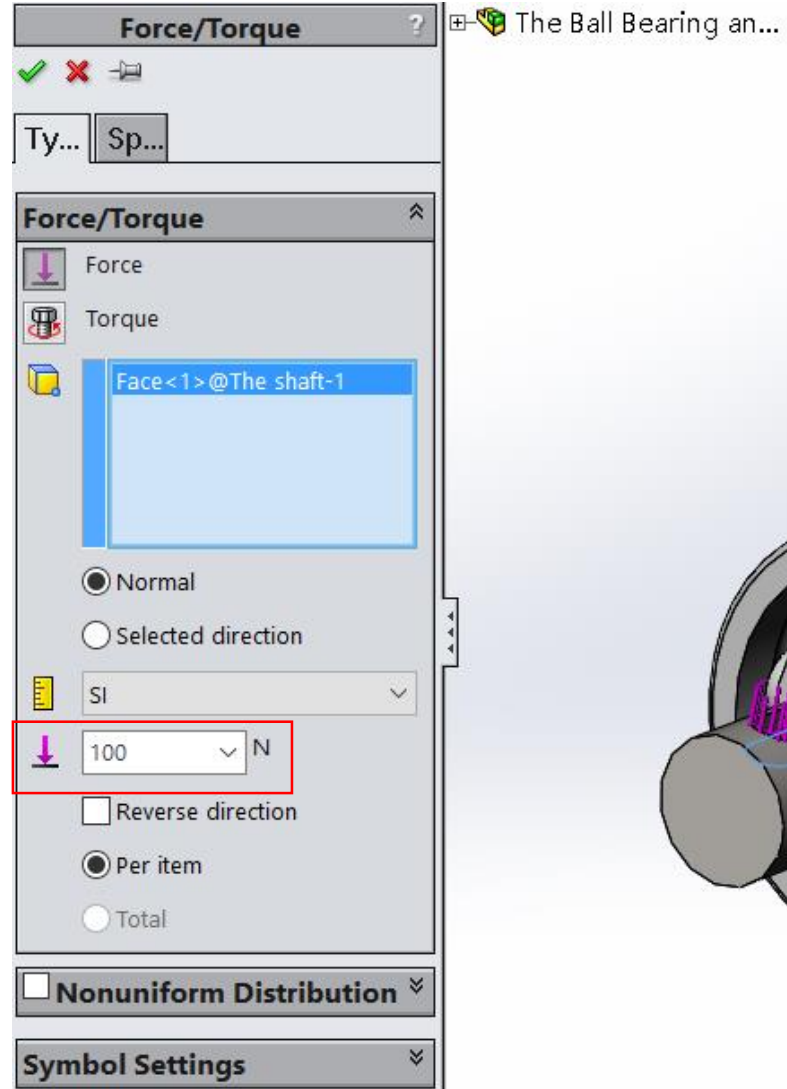 Force/Torque ?
The Ball Bearing an...
Ty... Sp...
Force/Torque
Force
Torque
Face<1>@The shaft-1
Normal
Selected direction
SI
100 N
Reverse direction
Per item
Total
Nonuniform Distribution
Symbol Settings